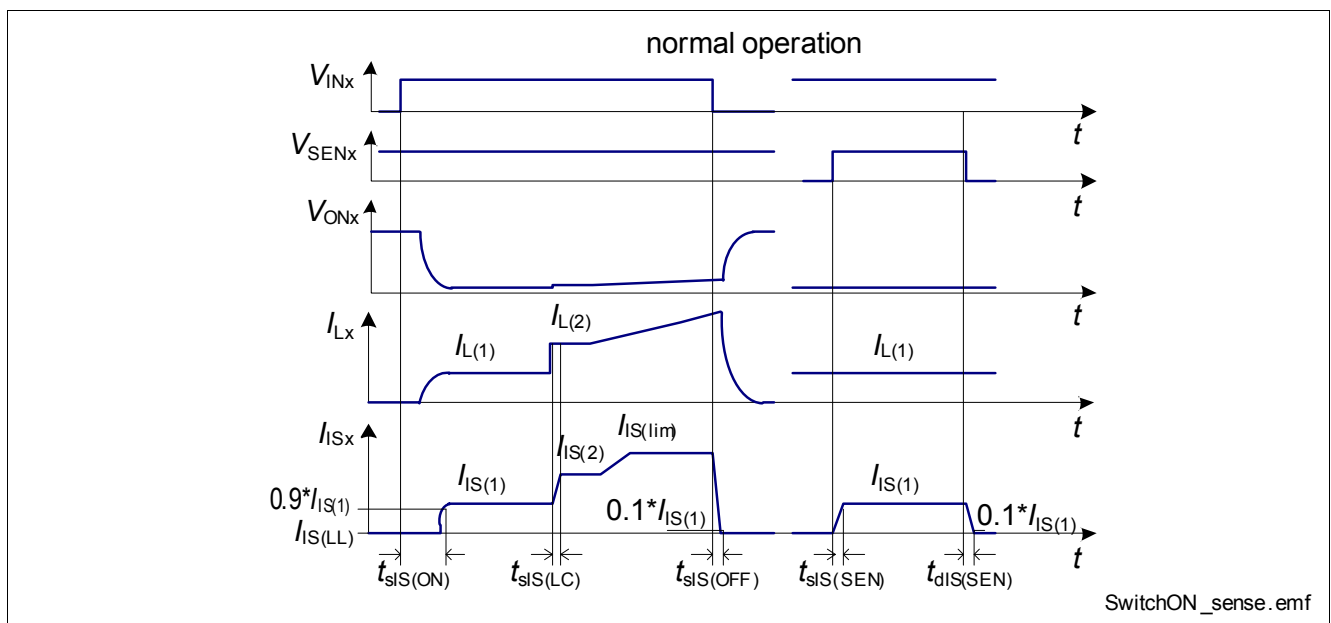 normal operation
VINx
t
VSENx
t
VONx
t
ILx
IL(1)
IL(2)
IL(1)
t
IISx
IIS(1)
IIS(2)
IIS(lim)
IIS(1)
0.9*IIS(1)
0.1*IIS(1)
0.1*IIS(1)
IIS(LL)
t
tsIS(ON)
tsIS(LC)
tsIS(OFF)
tsIS(SEN)
tdIS(SEN)
SwitchON_sense.emf